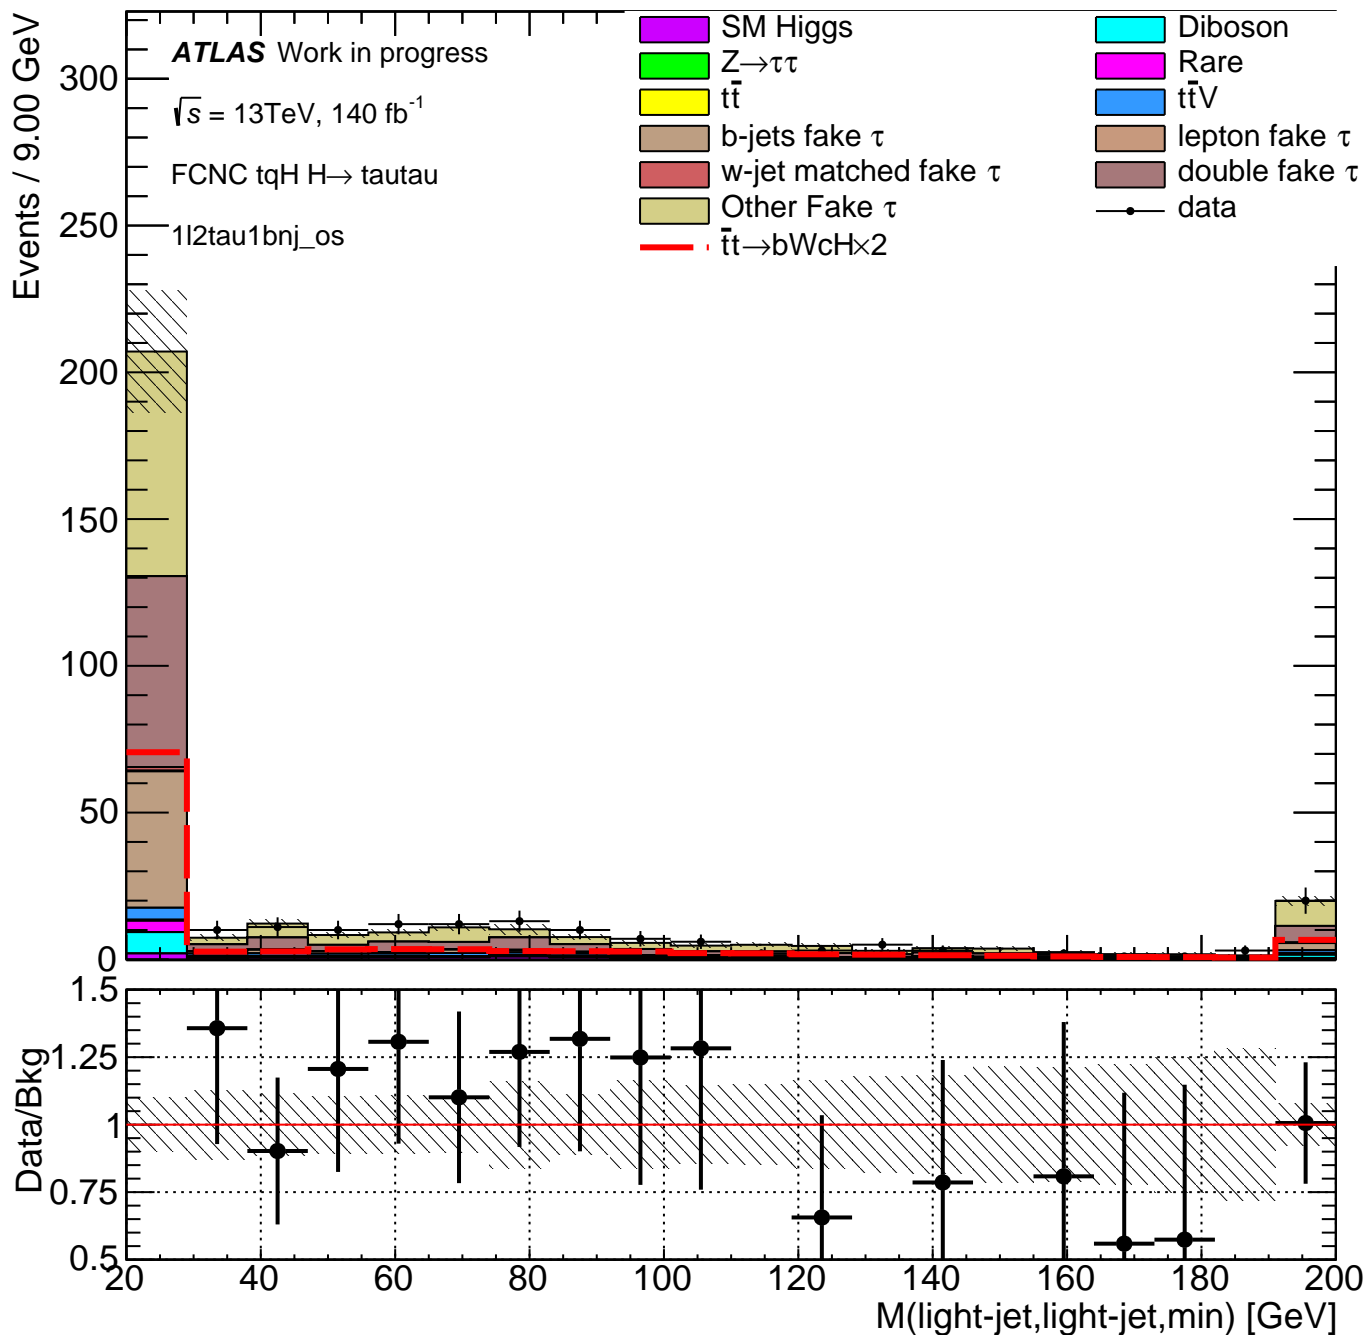 Events / 9.00 GeV
ATLAS Work in progress
√s = 13TeV, 140 fb⁻¹
FCNC tqH H→ tautau
1l2tau1bnj_os
SM Higgs
Z→ττ
tt̄
b-jets fake τ
w-jet matched fake τ
Other Fake τ
t̄t→bWcH×2
Diboson
Rare
tt̄V
lepton fake τ
double fake τ
data
300
250
200
150
100
50
0
Data/Bkg
1.5
1.25
1
0.75
0.5
20 40 60 80 100 120 140 160 180 200
M(light-jet,light-jet,min) [GeV]